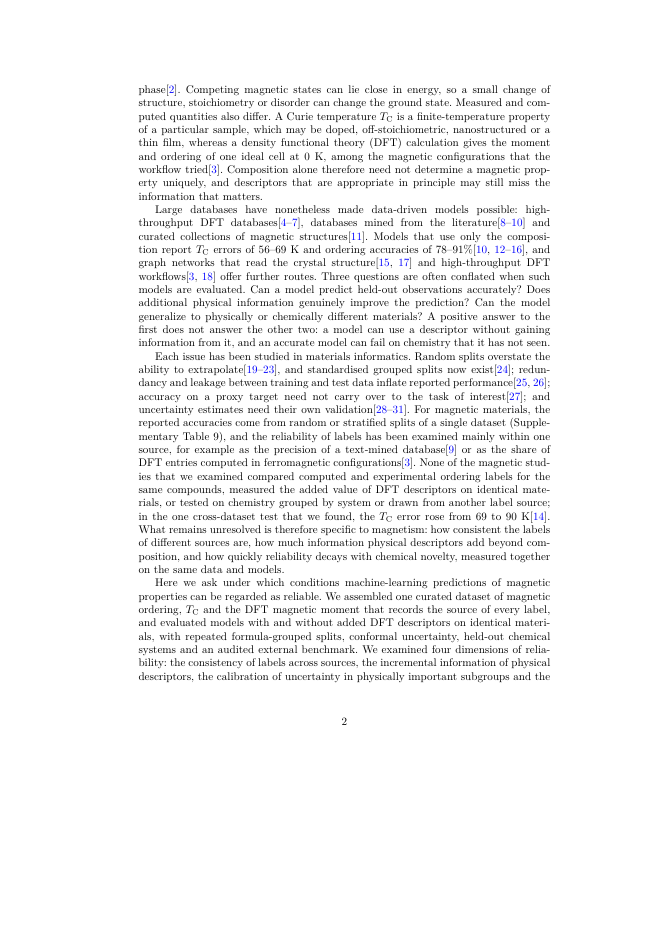 phase[2]. Competing magnetic states can lie close in energy, so a small change of
structure, stoichiometry or disorder can change the ground state. Measured and com-
puted quantities also differ. A Curie temperature TC is a finite-temperature property
of a particular sample, which may be doped, off-stoichiometric, nanostructured or a
thin film, whereas a density functional theory (DFT) calculation gives the moment
and ordering of one ideal cell at 0 K, among the magnetic configurations that the
workflow tried[3]. Composition alone therefore need not determine a magnetic prop-
erty uniquely, and descriptors that are appropriate in principle may still miss the
information that matters.
Large databases have nonetheless made data-driven models possible: high-
throughput DFT databases[4–7], databases mined from the literature[8–10] and
curated collections of magnetic structures[11]. Models that use only the composi-
tion report TC errors of 56–69 K and ordering accuracies of 78–91%[10, 12–16], and
graph networks that read the crystal structure[15, 17] and high-throughput DFT
workflows[3, 18] offer further routes. Three questions are often conflated when such
models are evaluated. Can a model predict held-out observations accurately? Does
additional physical information genuinely improve the prediction? Can the model
generalize to physically or chemically different materials? A positive answer to the
first does not answer the other two: a model can use a descriptor without gaining
information from it, and an accurate model can fail on chemistry that it has not seen.
Each issue has been studied in materials informatics. Random splits overstate the
ability to extrapolate[19–23], and standardised grouped splits now exist[24]; redun-
dancy and leakage between training and test data inflate reported performance[25, 26];
accuracy on a proxy target need not carry over to the task of interest[27]; and
uncertainty estimates need their own validation[28–31]. For magnetic materials, the
reported accuracies come from random or stratified splits of a single dataset (Supple-
mentary Table 9), and the reliability of labels has been examined mainly within one
source, for example as the precision of a text-mined database[9] or as the share of
DFT entries computed in ferromagnetic configurations[3]. None of the magnetic stud-
ies that we examined compared computed and experimental ordering labels for the
same compounds, measured the added value of DFT descriptors on identical mate-
rials, or tested on chemistry grouped by system or drawn from another label source;
in the one cross-dataset test that we found, the TC error rose from 69 to 90 K[14].
What remains unresolved is therefore specific to magnetism: how consistent the labels
of different sources are, how much information physical descriptors add beyond com-
position, and how quickly reliability decays with chemical novelty, measured together
on the same data and models.
Here we ask under which conditions machine-learning predictions of magnetic
properties can be regarded as reliable. We assembled one curated dataset of magnetic
ordering, TC and the DFT magnetic moment that records the source of every label,
and evaluated models with and without added DFT descriptors on identical materi-
als, with repeated formula-grouped splits, conformal uncertainty, held-out chemical
systems and an audited external benchmark. We examined four dimensions of relia-
bility: the consistency of labels across sources, the incremental information of physical
descriptors, the calibration of uncertainty in physically important subgroups and the
2